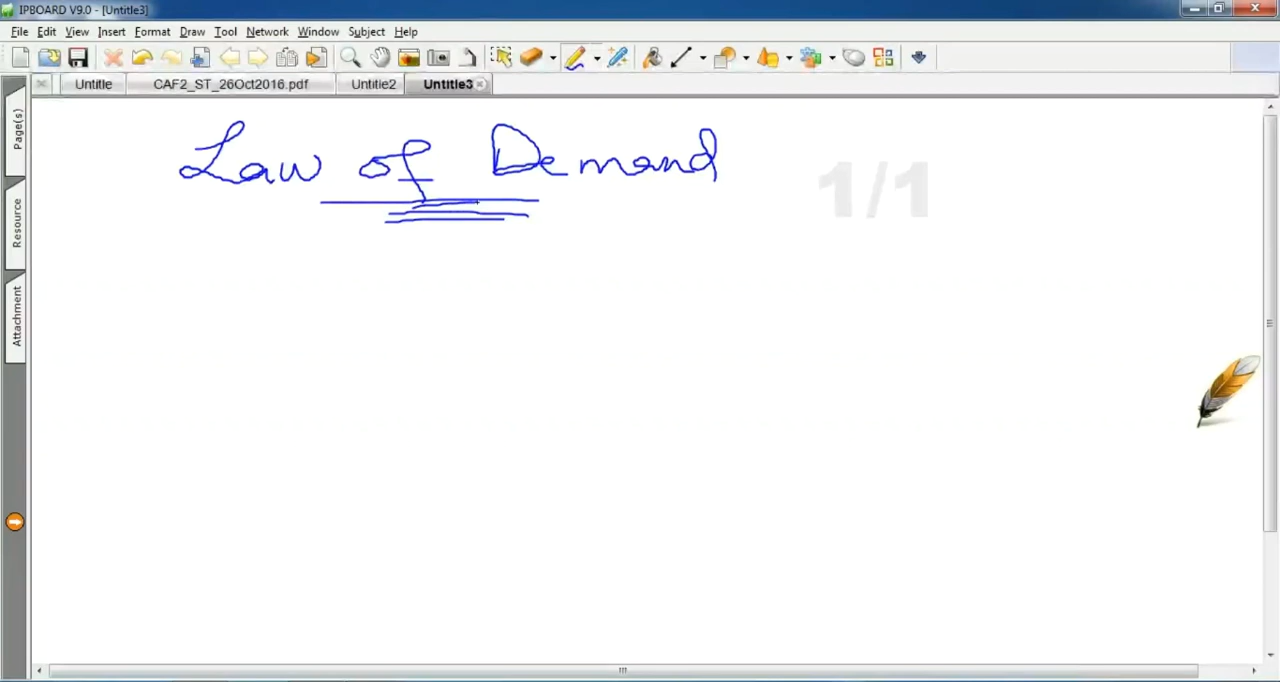 IPBOARD V9.0 - [Untitle3]
File Edit View Insert Format Draw Tool Network Window Subject Help
Untitle CAF2_ST_26Oct2016.pdf Untitle2 Untitle3
Page(s)
Resource
Attachment
Law of Demand
1/1